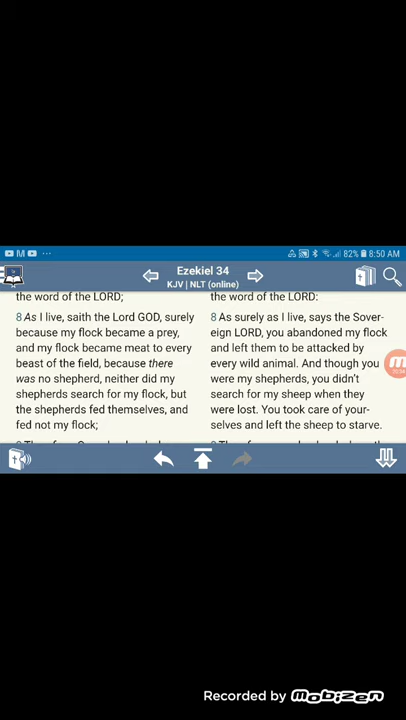 82% 8:50 AM
Ezekiel 34
KJV | NLT (online)
the word of the LORD;
8 As I live, saith the Lord GOD, surely
because my flock became a prey,
and my flock became meat to every
beast of the field, because there
was no shepherd, neither did my
shepherds search for my flock, but
the shepherds fed themselves, and
fed not my flock;
the word of the LORD:
8 As surely as I live, says the Sover-
eign LORD, you abandoned my flock
and left them to be attacked by
every wild animal. And though you
were my shepherds, you didn't
search for my sheep when they
were lost. You took care of your-
selves and left the sheep to starve.
Recorded by MOBIZEN